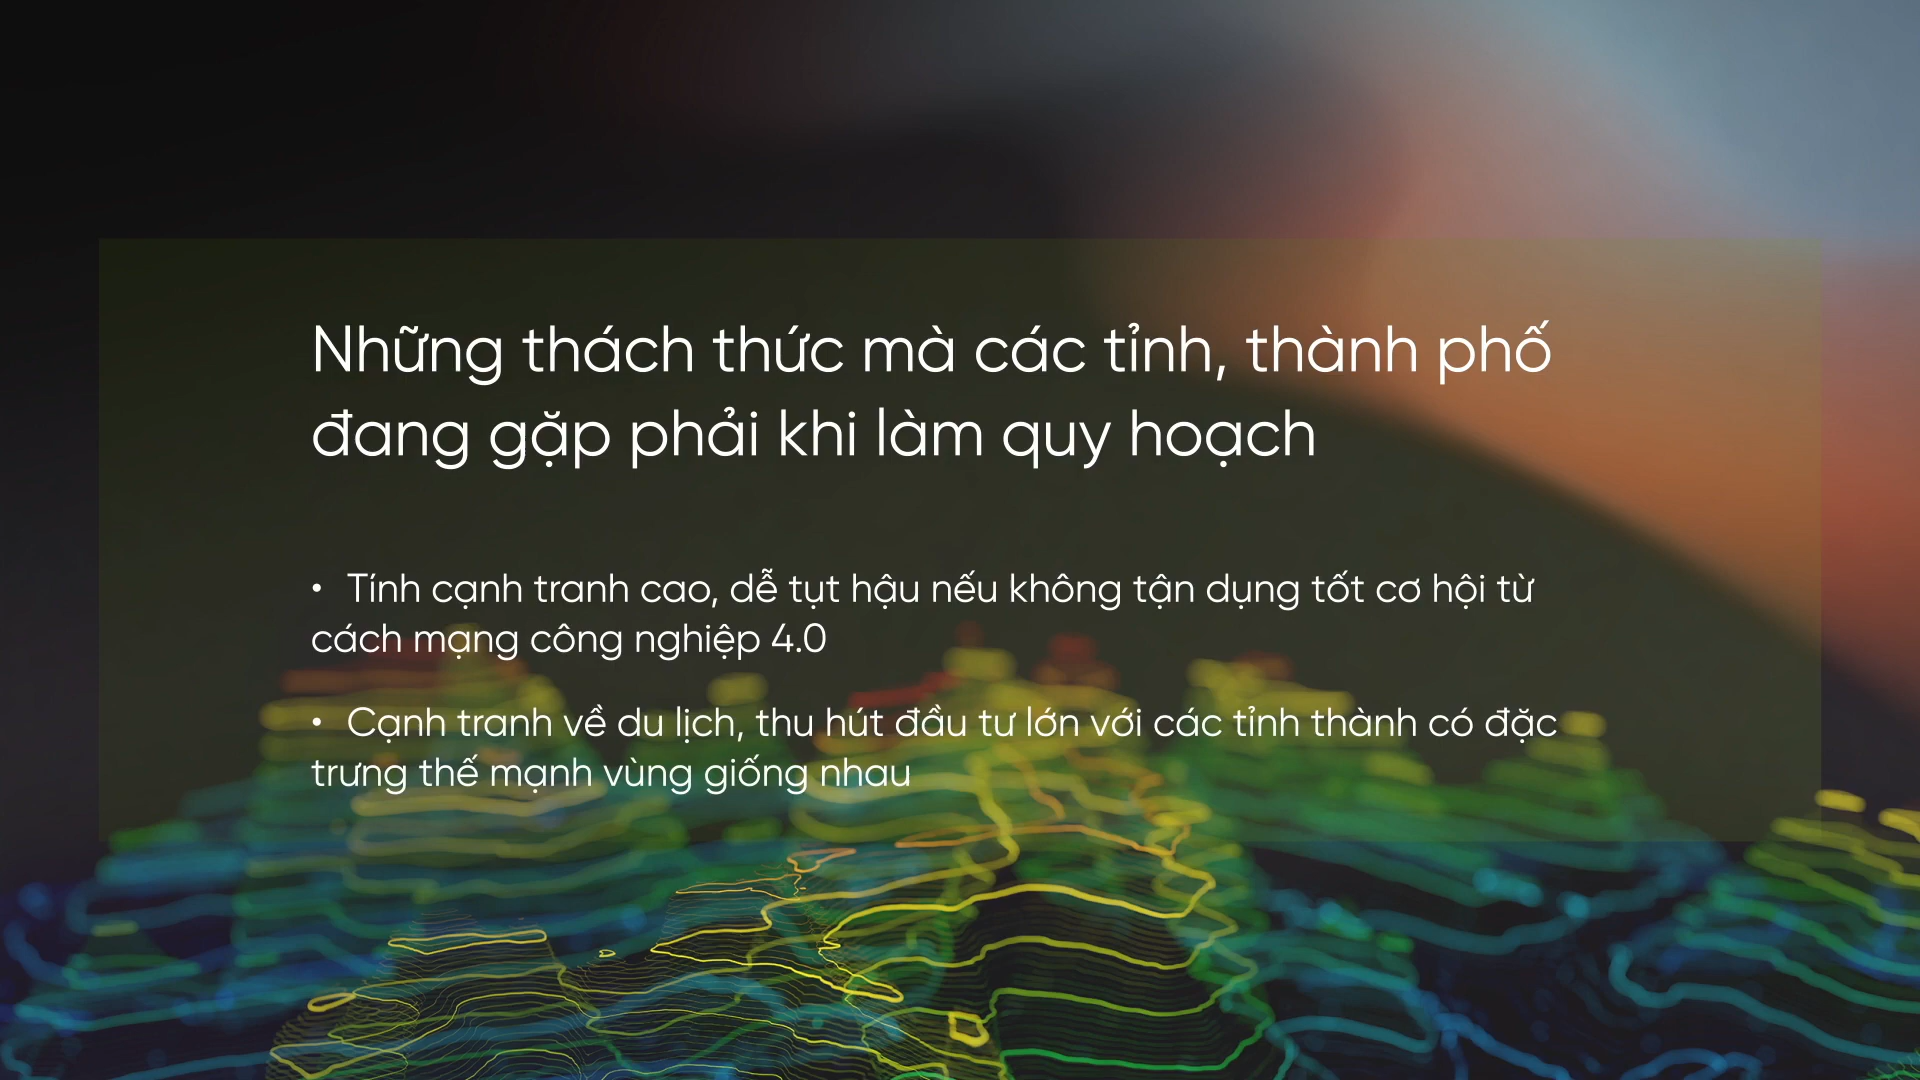 Những thách thức mà các tỉnh, thành phố
đang gặp phải khi làm quy hoạch
• Tính cạnh tranh cao, dễ tụt hậu nếu không tận dụng tốt cơ hội từ
cách mạng công nghiệp 4.0
• Cạnh tranh về du lịch, thu hút đầu tư lớn với các tỉnh thành có đặc
trưng thế mạnh vùng giống nhau